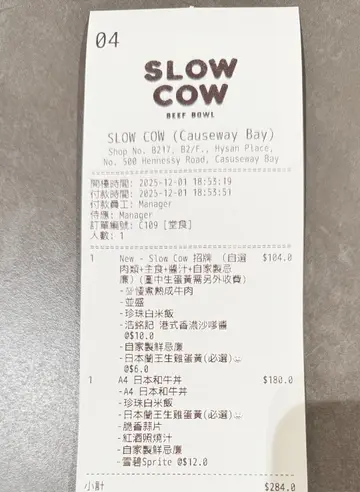 04
SLOW
COW
BEEF BOWL
SLOW COW (Causeway Bay)
Shop No. B217, B2/F., Hysan Place,
No. 500 Hennessy Road, Casuseway Bay
開檯時間: 2025-12-01 18:53:19
付款時間: 2025-12-01 18:53:51
付款員工: Manager
侍應: Manager
訂單編號: C109 [堂食]
人數: 1
1 New - Slow Cow 招牌 (自選 $104.0
肉類+主食+醬汁+自家製忌
廉)(重中生蛋黃需另外收費)
-慢煮熟成牛肉
-並盛
-珍珠白米飯
-浩銘記 港式香濃沙嗲醬
@$10.0
-自家製鮮忌廉
-日本蘭王生雞蛋黃(必選)
@$6.0
1 A4 日本和牛丼 $180.0
-A4 日本和牛丼
-珍珠白米飯
-日本蘭王生雞蛋黃(必選)
-脆香蒜片
-紅酒照燒汁
-自家製鮮忌廉
-雪碧Sprite @$12.0
小計 $284.0